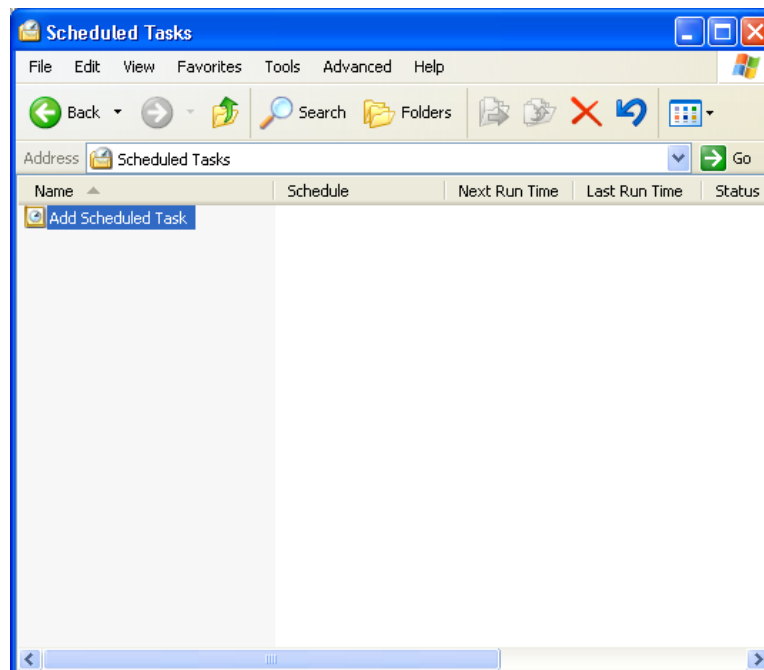 Scheduled Tasks
File Edit View Favorites Tools Advanced Help
Back Search Folders
Address Scheduled Tasks Go
Name Schedule Next Run Time Last Run Time Status
Add Scheduled Task